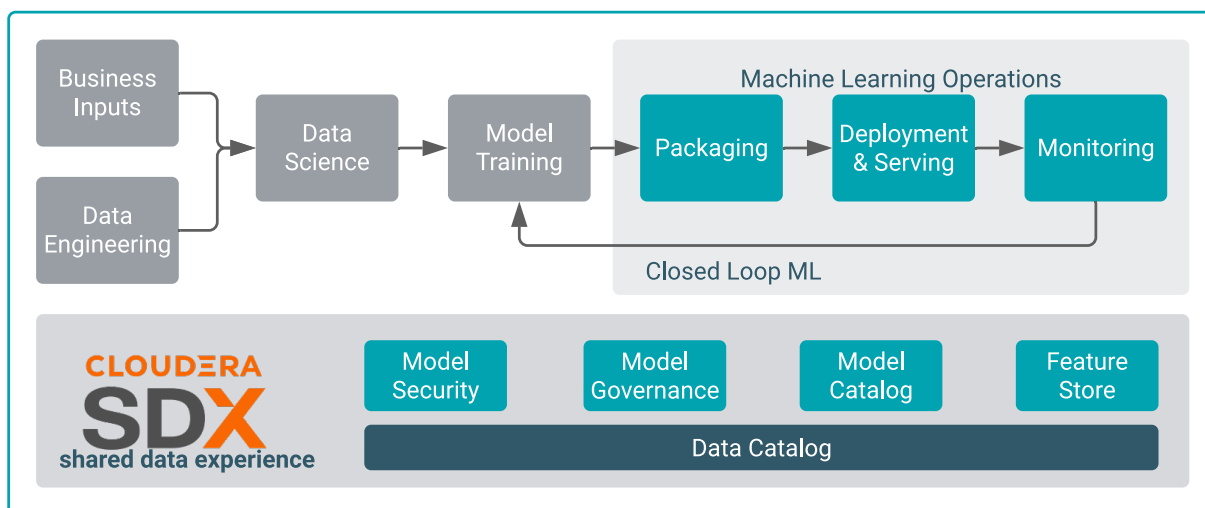 Business
Inputs
Data
Engineering
Data
Science
Model
Training
Machine Learning Operations
Packaging
Deployment
& Serving
Monitoring
Closed Loop ML
CLOUDERA
SDX
shared data experience
Model
Security
Model
Governance
Model
Catalog
Feature
Store
Data Catalog